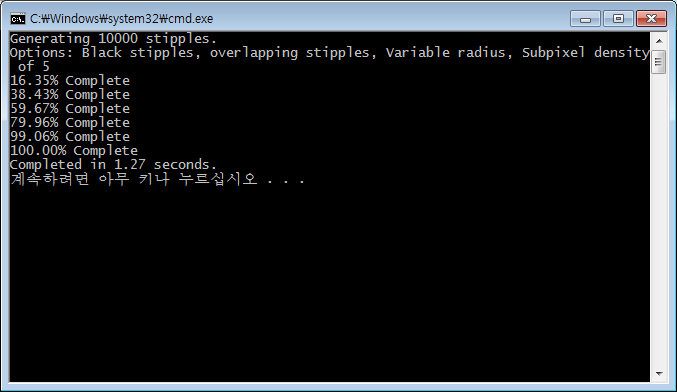 C:₩Windows₩system32₩cmd.exe
Generating 10000 stipples.
Options: Black stipples, overlapping stipples, Variable radius, Subpixel density
 of 5
16.35% Complete
38.43% Complete
59.67% Complete
79.96% Complete
99.06% Complete
100.00% Complete
Completed in 1.27 seconds.
계속하려면 아무 키나 누르십시오 . . .